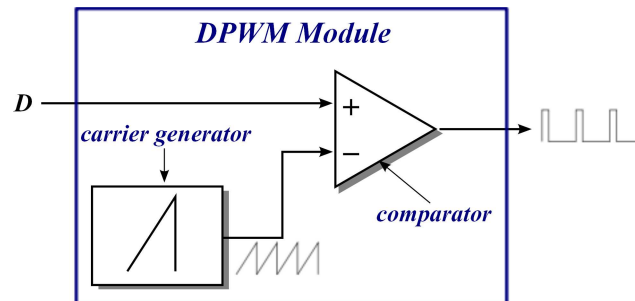 DPWM Module
D
+
carrier generator
−
comparator